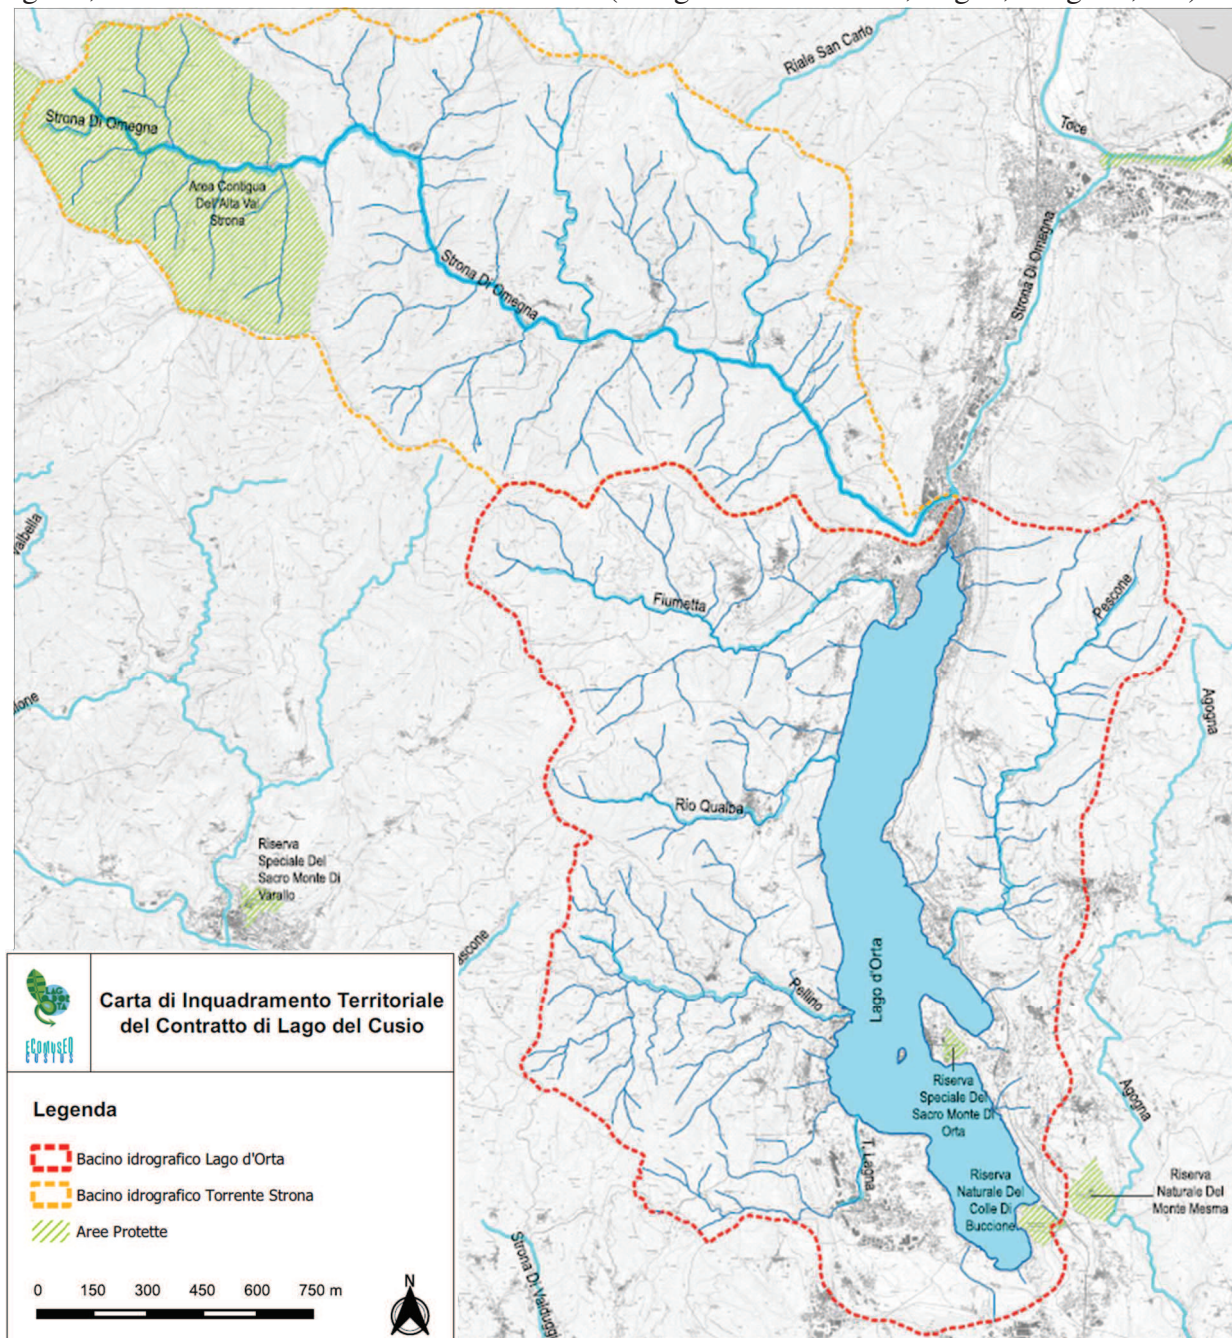 Riale San Carlo
Toce
Strona Di Omegna
Area Contigua
Dell'Alta Val
Strona
Strona Di Omegna
Strona Di Omegna
Fiumetta
Pescone
Agogna
Rio Qualba
Riserva
Speciale Del
Sacro Monte Di
Varallo
Pellino
Lago d'Orta
Riserva
Speciale Del
Sacro Monte Di
Orta
Agogna
T. Lagna
Riserva
Naturale Del
Colle Di
Buccione
Riserva
Naturale Del
Monte Mesma
Strona Di Valduggi
LAGO D'ORTA
ECOMUSEO
CUSIUS
Carta di Inquadramento Territoriale
del Contratto di Lago del Cusio
Legenda
Bacino idrografico Lago d'Orta
Bacino idrografico Torrente Strona
Aree Protette
0 150 300 450 600 750 m
N